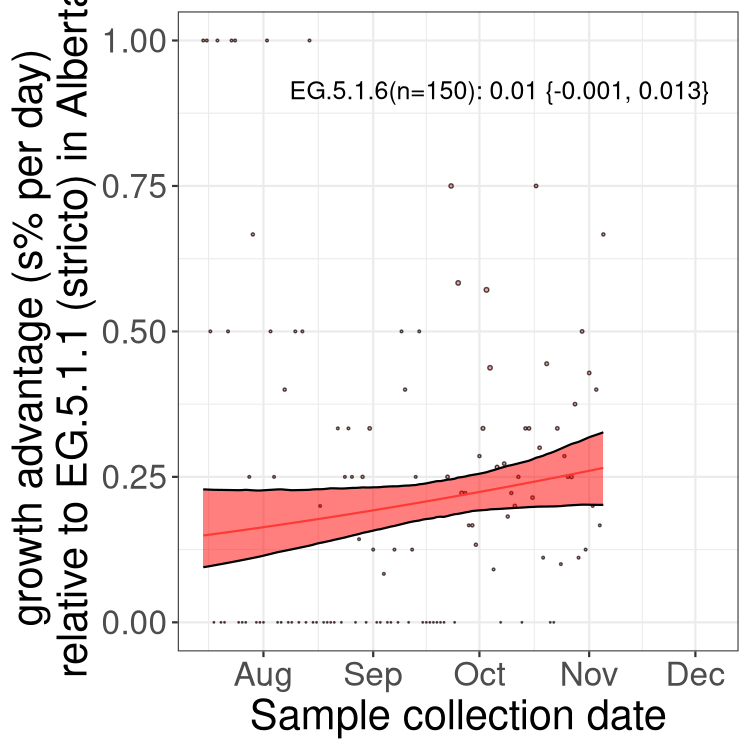 growth advantage (s% per day)
relative to EG.5.1.1 (stricto) in Alberta
1.00
0.75
0.50
0.25
0.00
EG.5.1.6(n=150): 0.01 {-0.001, 0.013}
Aug Sep Oct Nov Dec
Sample collection date